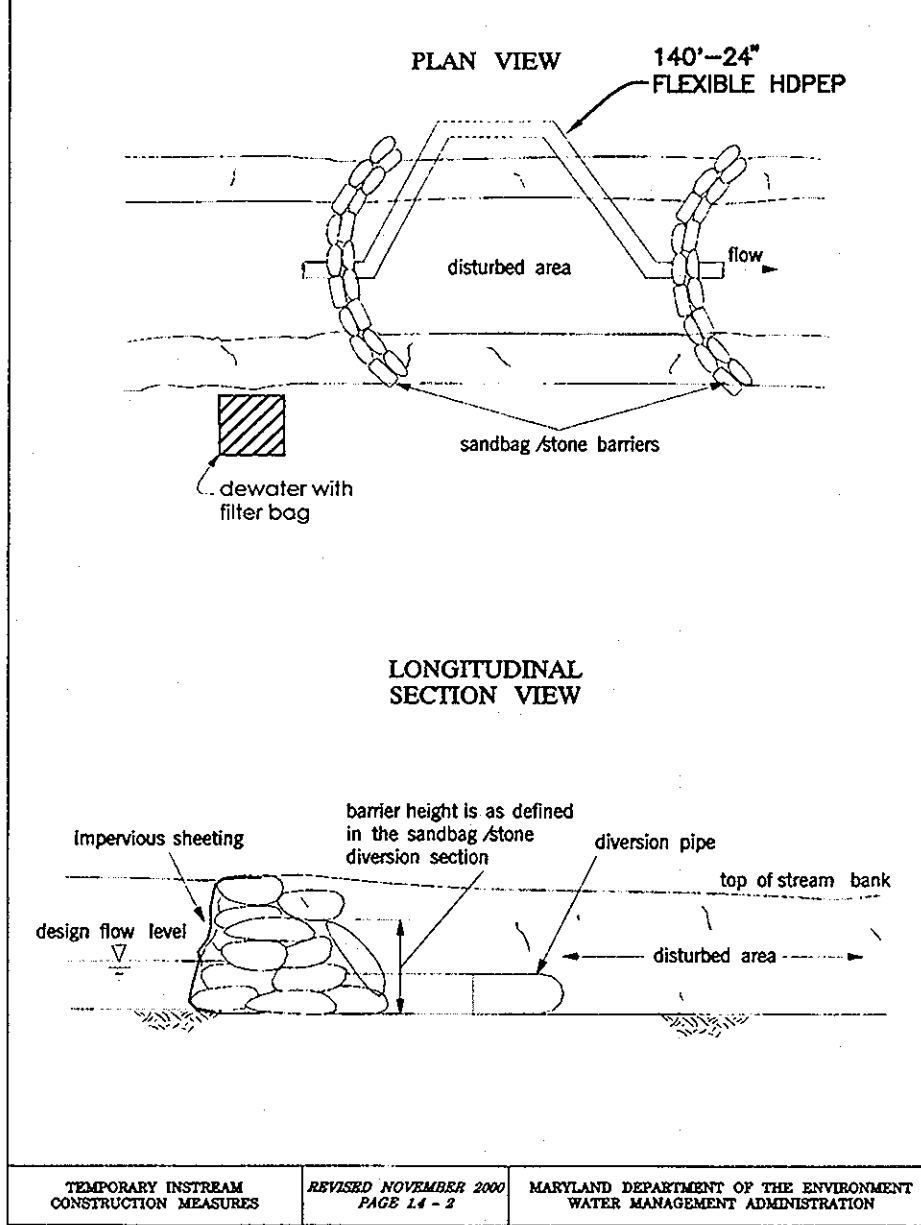 PLAN VIEW
140'-24"
FLEXIBLE HDPEP
disturbed area
flow
sandbag/stone barriers
dewater with
filter bag
LONGITUDINAL
SECTION VIEW
impervious sheeting
barrier height is as defined
in the sandbag/stone
diversion section
diversion pipe
top of stream bank
design flow level
disturbed area
TEMPORARY INSTREAM
CONSTRUCTION MEASURES
REVISED NOVEMBER 2000
PAGE 1.4 - 2
MARYLAND DEPARTMENT OF THE ENVIRONMENT
WATER MANAGEMENT ADMINISTRATION